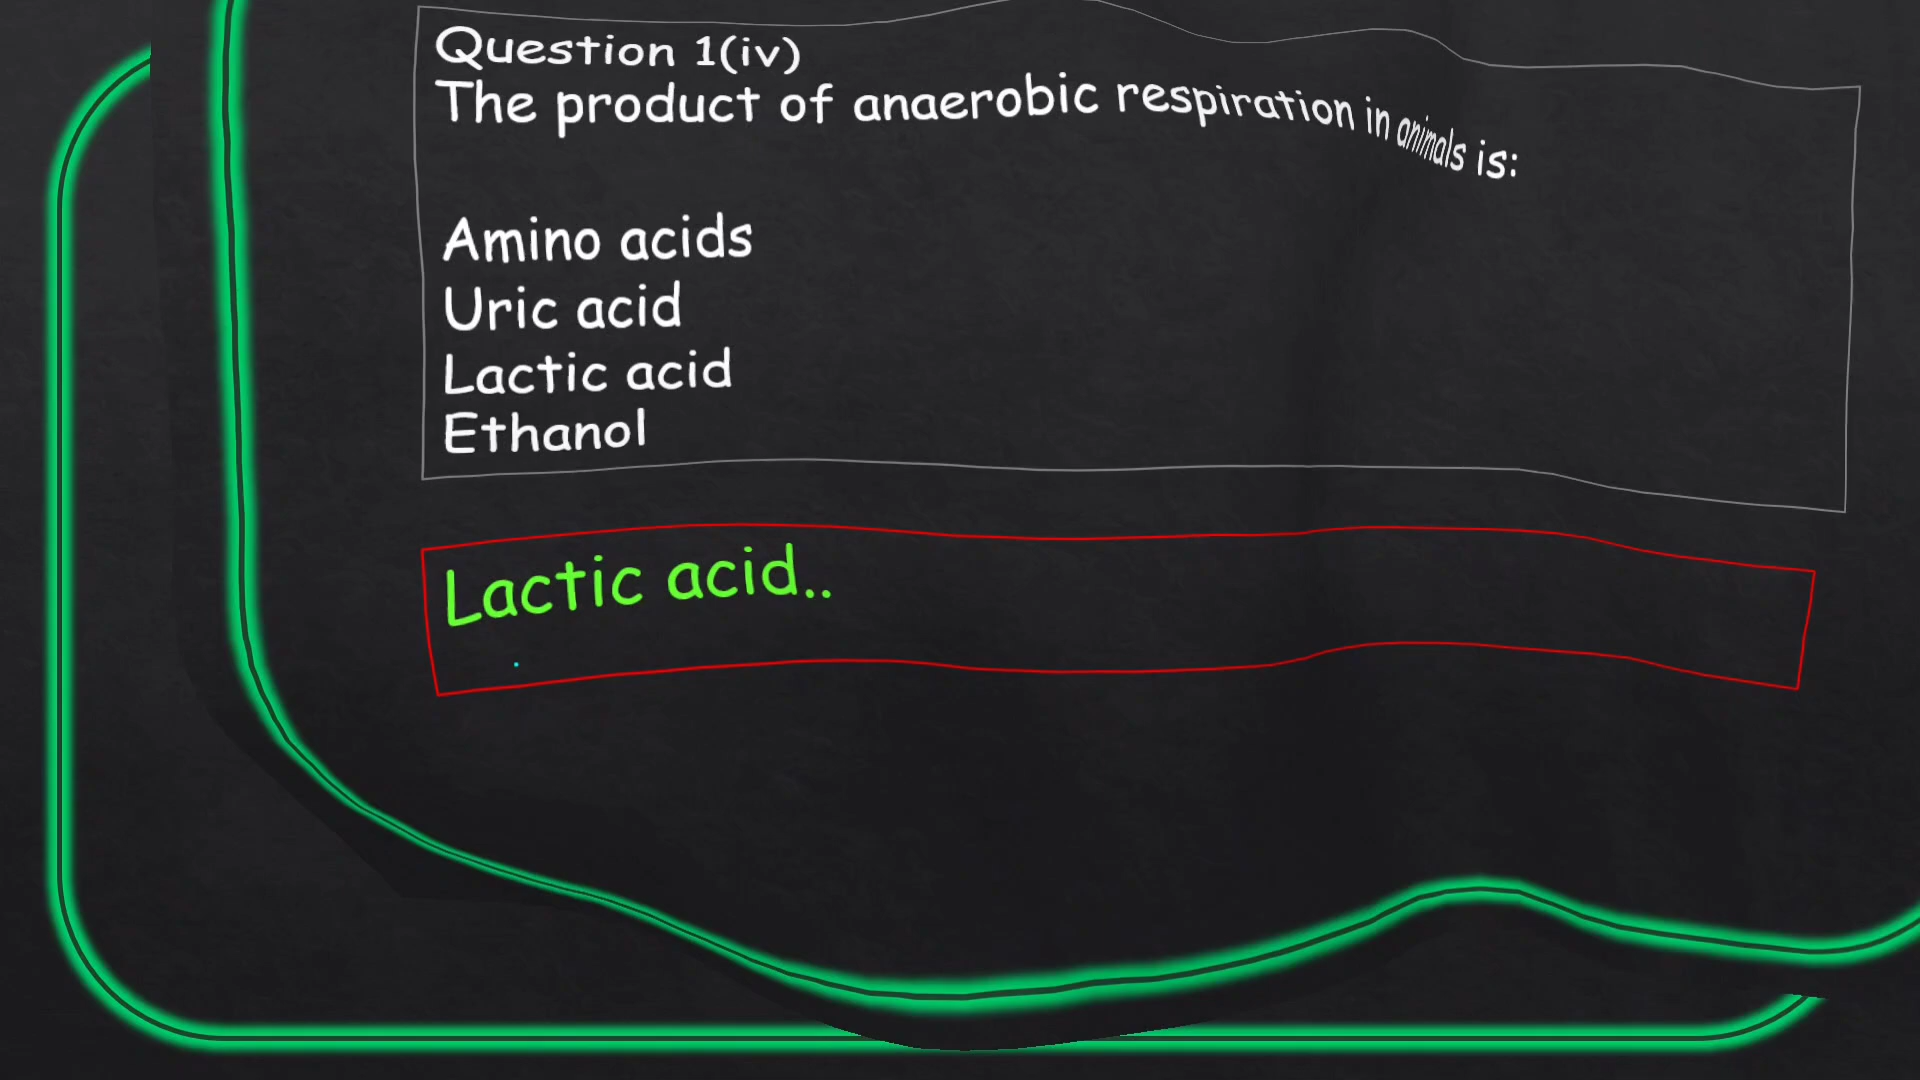 Question 1(iv)
The product of anaerobic respiration in animals is:
Amino acids
Uric acid
Lactic acid
Ethanol
Lactic acid..